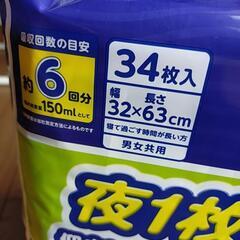 吸収回数の目安
約6回分
150mlとして
34枚入
幅 長さ
32×63cm
寝て過ごす時間が長い方
男女共用
夜1枚